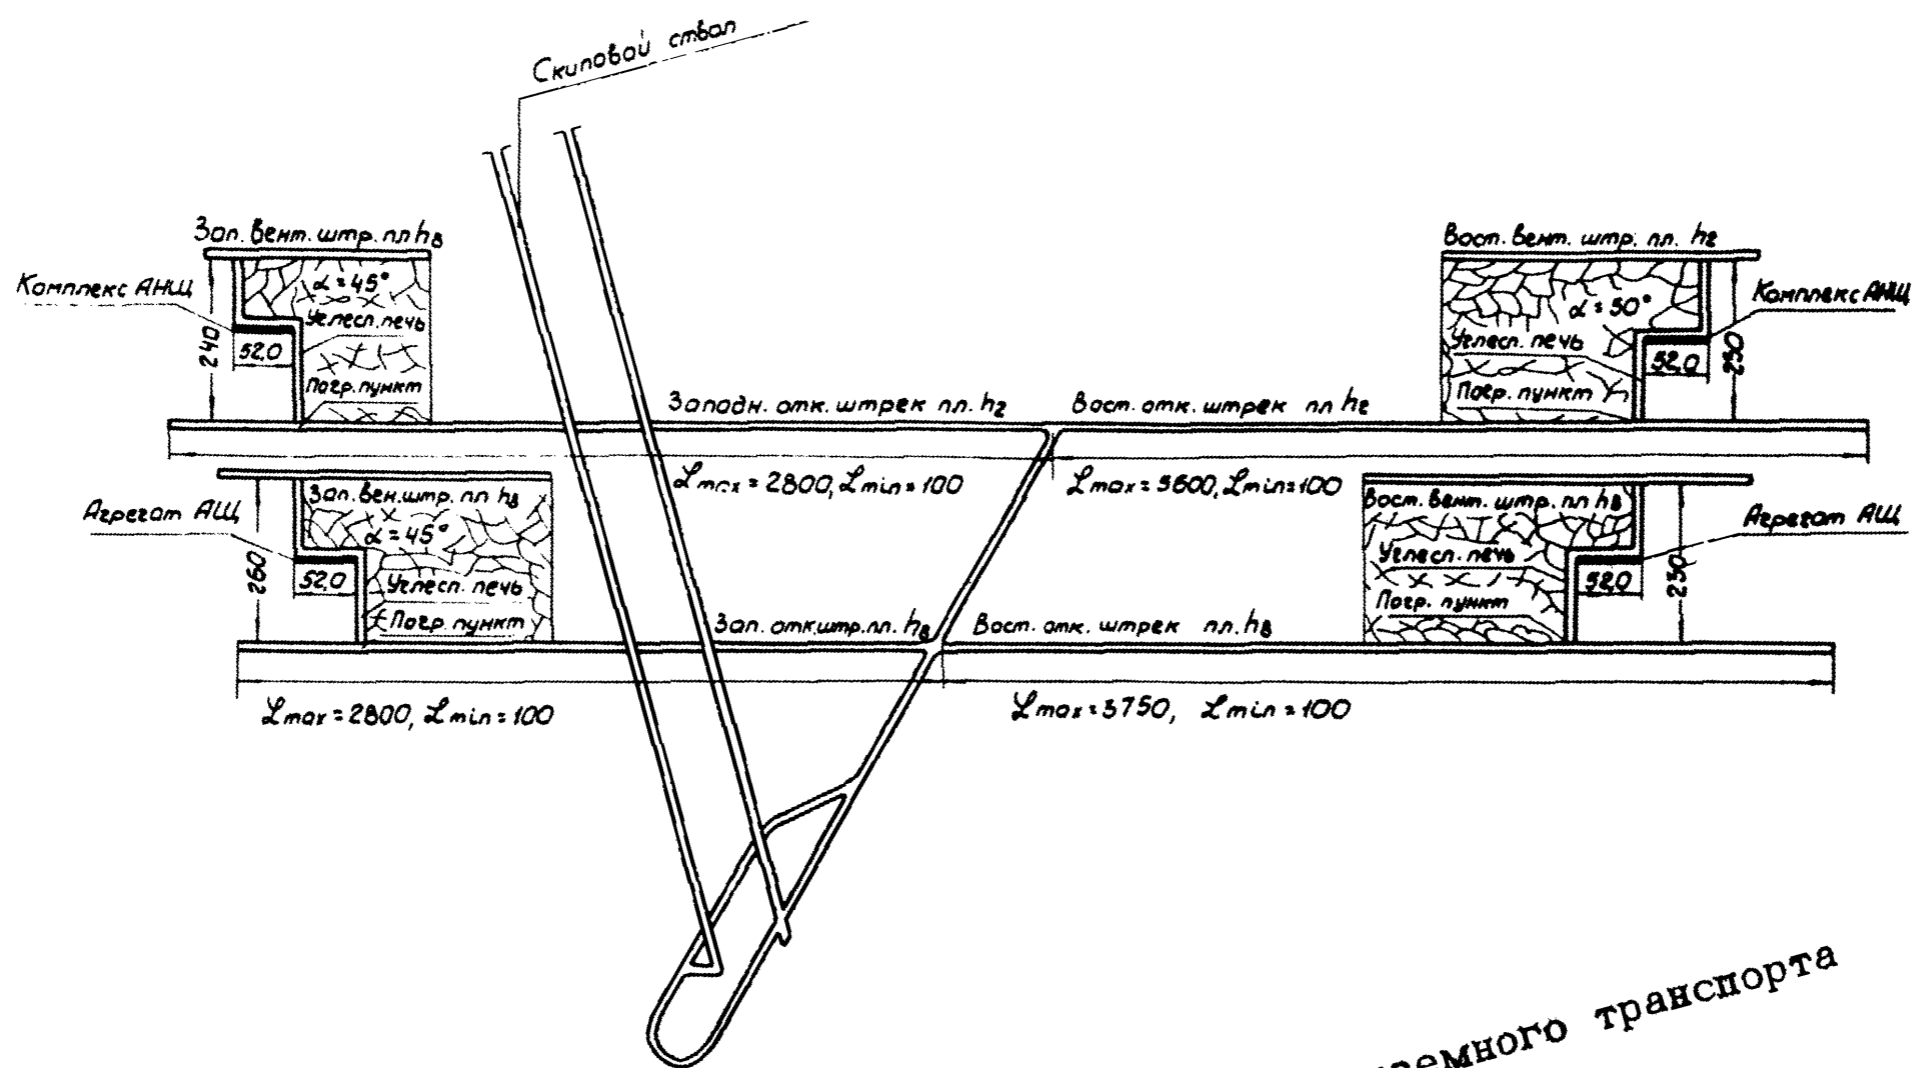 Скиповой ствол
Зап. вент. штр. пл h₈
Комплекс АНЩ
α = 45°
Углесп. печь
240
52,0
Погр. пункт
Вост. вент. штр. пл. h₂
Комплекс АНЩ
α = 50°
Углесп. печь
52,0
Погр. пункт
Западн. отк. штрек пл. h₂
Вост. отк. штрек пл h₂
ℒmax = 2800, ℒmin = 100
ℒmax = 3600, ℒmin = 100
Зап. вен. штр. пл h₈
Агрегат АЩ
α = 45°
260
52,0
Углесп. печь
Погр. пункт
Вост. вент. штр. пл h₈
Агрегат АЩ
Углесп. печь
52,0
230
Погр. пункт
Зап. отк. штр. пл. h₈
Вост. отк. штрек пл. h₈
ℒmax = 2800, ℒmin = 100
ℒmax = 3750, ℒmin = 100
транспорта